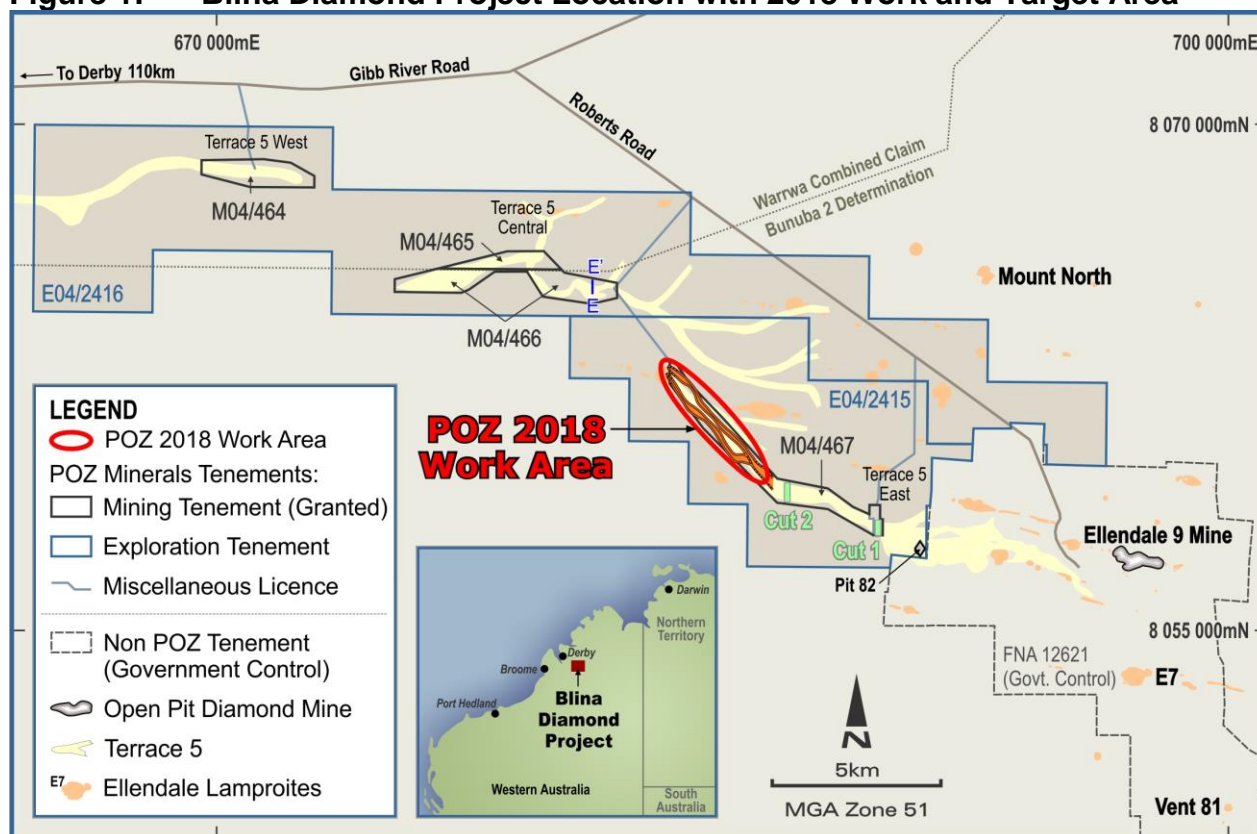 Figure 1. Blina Diamond Project Location with 2018 Work and Target Area
670 000mE
700 000mE
To Derby 110km
Gibb River Road
Roberts Road
8 070 000mN
Terrace 5 West
M04/464
Warrwa Combined Claim
Bunuba 2 Determination
Terrace 5
Central
M04/465
E'
E
Mount North
E04/2416
M04/466
E04/2415
POZ 2018
Work Area
M04/467
Terrace 5
East
Cut 2
Cut 1
Pit 82
Ellendale 9 Mine
LEGEND
POZ 2018 Work Area
POZ Minerals Tenements:
Mining Tenement (Granted)
Exploration Tenement
Miscellaneous Licence
Non POZ Tenement
(Government Control)
Open Pit Diamond Mine
Terrace 5
E7
Ellendale Lamproites
Darwin
Northern
Territory
Derby
Broome
Port Hedland
Blina
Diamond
Project
Western Australia
South
Australia
N
5km
MGA Zone 51
8 055 000mN
FNA 12621
(Govt. Control)
E7
Vent 81